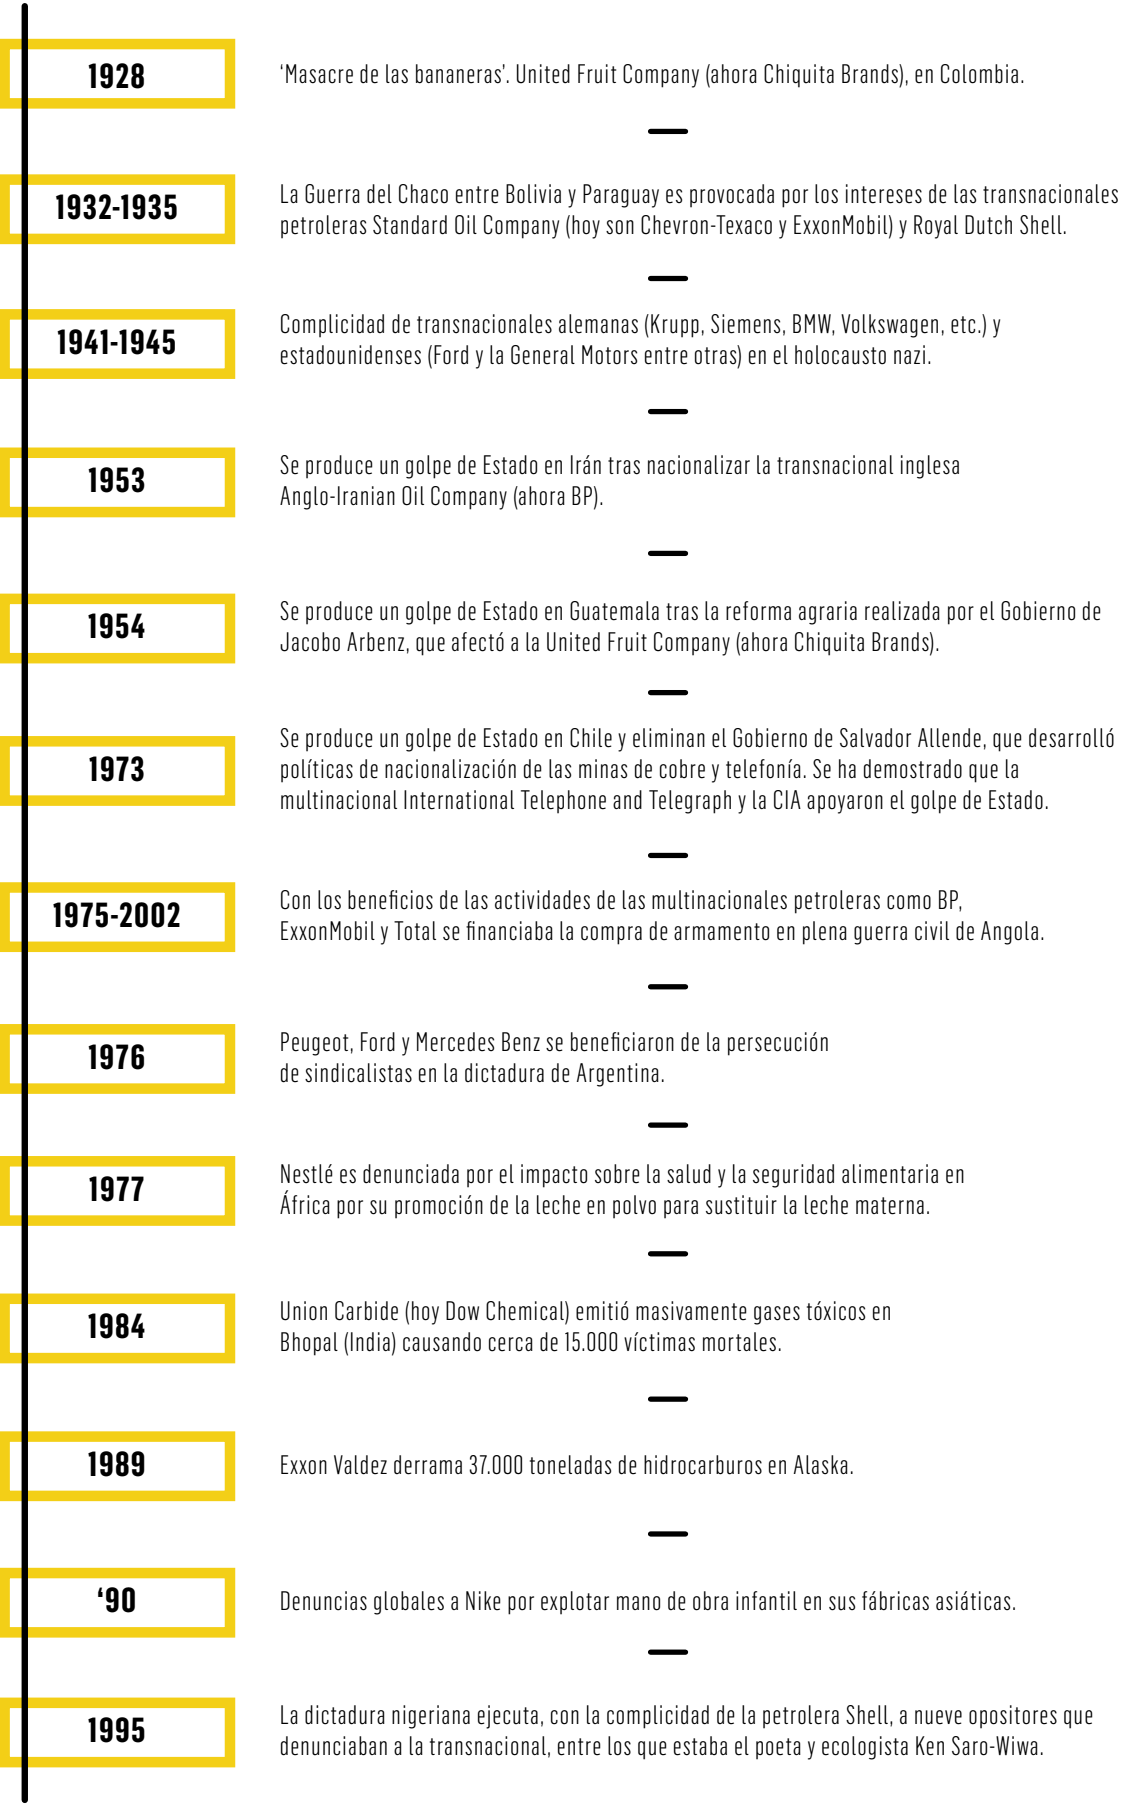 1928
‘Masacre de las bananeras’. United Fruit Company (ahora Chiquita Brands), en Colombia.
1932-1935
La Guerra del Chaco entre Bolivia y Paraguay es provocada por los intereses de las transnacionales
petroleras Standard Oil Company (hoy son Chevron-Texaco y ExxonMobil) y Royal Dutch Shell.
1941-1945
Complicidad de transnacionales alemanas (Krupp, Siemens, BMW, Volkswagen, etc.) y
estadounidenses (Ford y la General Motors entre otras) en el holocausto nazi.
1953
Se produce un golpe de Estado en Irán tras nacionalizar la transnacional inglesa
Anglo-Iranian Oil Company (ahora BP).
1954
Se produce un golpe de Estado en Guatemala tras la reforma agraria realizada por el Gobierno de
Jacobo Arbenz, que afectó a la United Fruit Company (ahora Chiquita Brands).
1973
Se produce un golpe de Estado en Chile y eliminan el Gobierno de Salvador Allende, que desarrolló
políticas de nacionalización de las minas de cobre y telefonía. Se ha demostrado que la
multinacional International Telephone and Telegraph y la CIA apoyaron el golpe de Estado.
1975-2002
Con los beneficios de las actividades de las multinacionales petroleras como BP,
ExxonMobil y Total se financiaba la compra de armamento en plena guerra civil de Angola.
1976
Peugeot, Ford y Mercedes Benz se beneficiaron de la persecución
de sindicalistas en la dictadura de Argentina.
1977
Nestlé es denunciada por el impacto sobre la salud y la seguridad alimentaria en
África por su promoción de la leche en polvo para sustituir la leche materna.
1984
Union Carbide (hoy Dow Chemical) emitió masivamente gases tóxicos en
Bhopal (India) causando cerca de 15.000 víctimas mortales.
1989
Exxon Valdez derrama 37.000 toneladas de hidrocarburos en Alaska.
‘90
Denuncias globales a Nike por explotar mano de obra infantil en sus fábricas asiáticas.
1995
La dictadura nigeriana ejecuta, con la complicidad de la petrolera Shell, a nueve opositores que
denunciaban a la transnacional, entre los que estaba el poeta y ecologista Ken Saro-Wiwa.